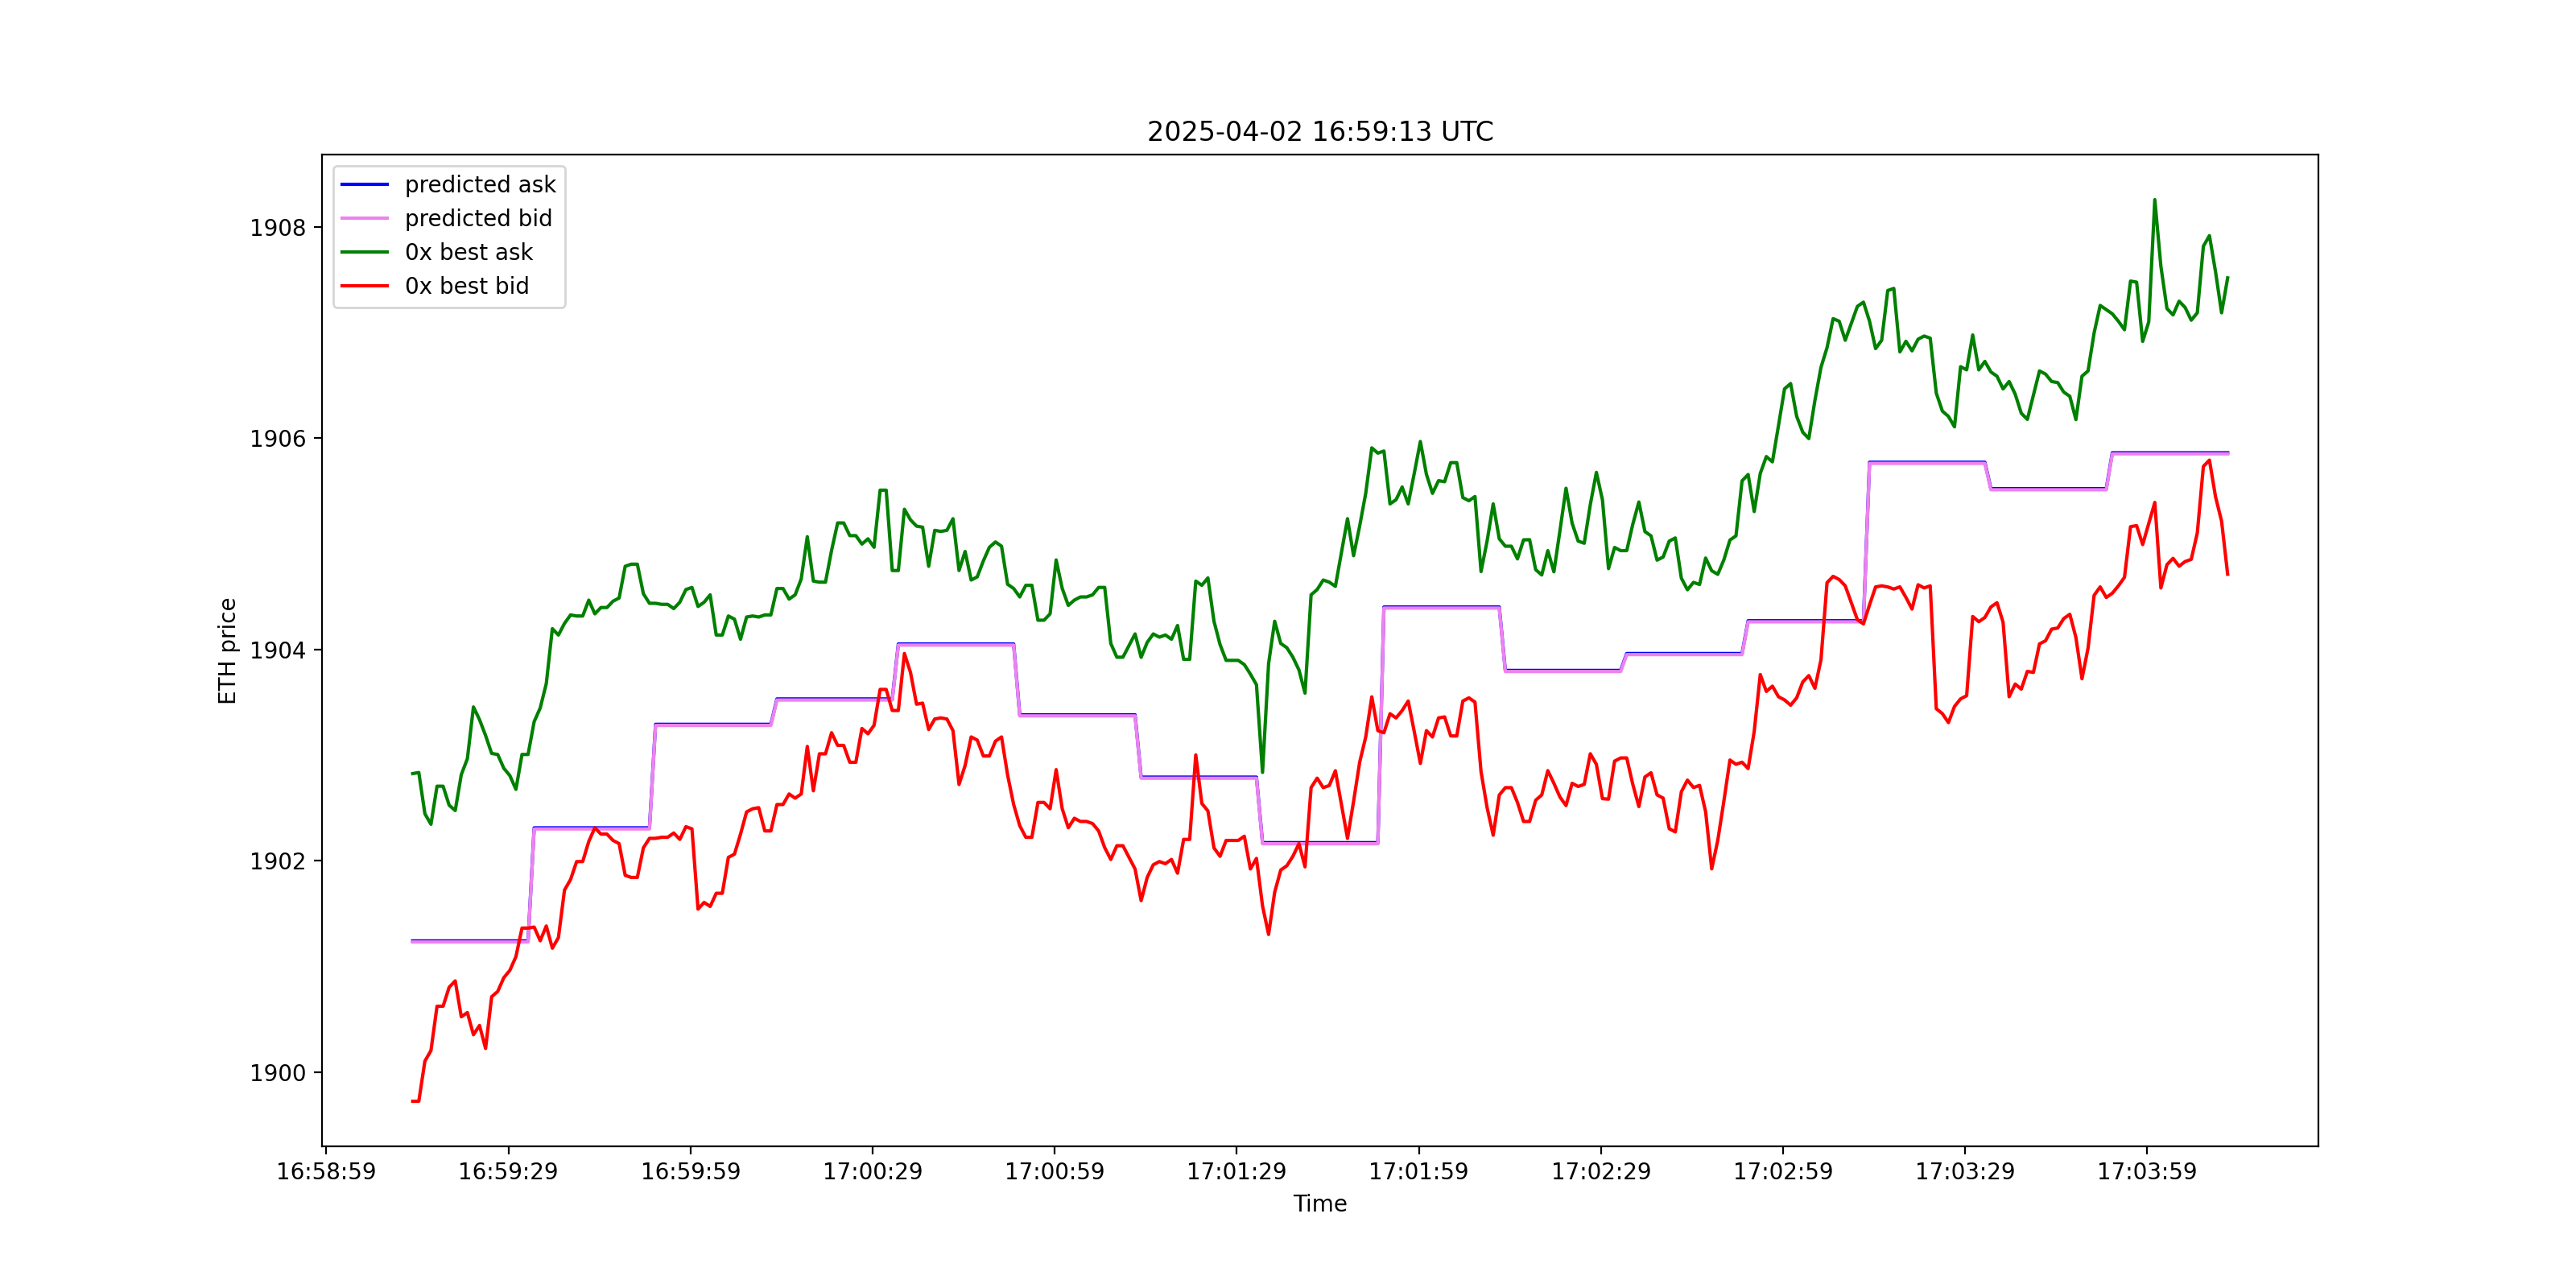 2025-04-02 16:59:13 UTC
predicted ask
predicted bid
0x best ask
0x best bid
1908
1906
1904
1902
1900
ETH price
16:58:59 16:59:29 16:59:59 17:00:29 17:00:59 17:01:29 17:01:59 17:02:29 17:02:59 17:03:29 17:03:59
Time